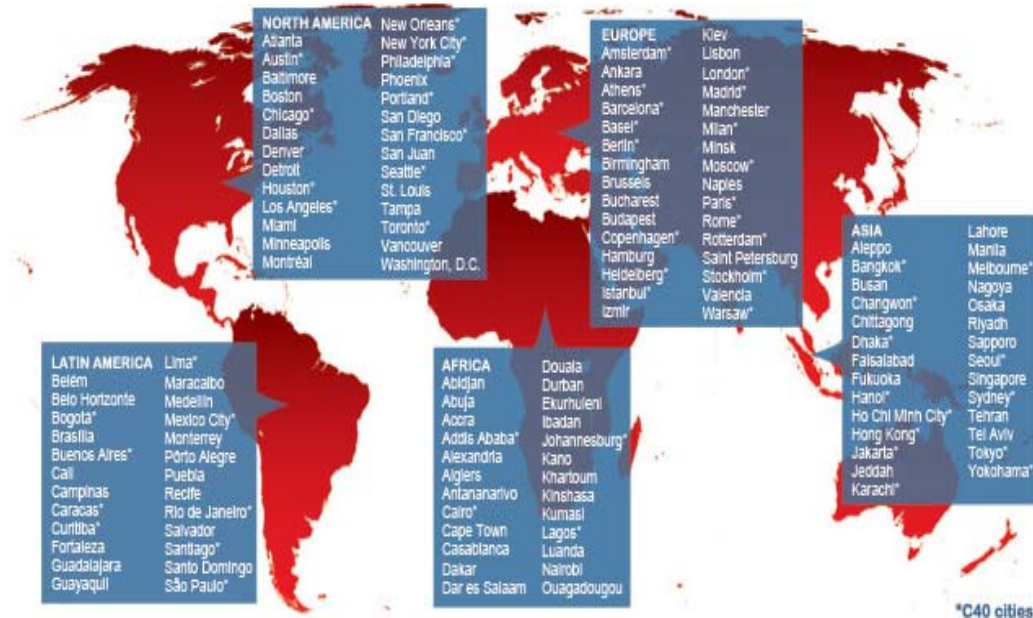 NORTH AMERICA
Atlanta
Austin*
Baltimore
Boston
Chicago*
Dallas
Denver
Detroit
Houston*
Los Angeles*
Miami
Minneapolis
Montréal
New Orleans*
New York City*
Philadelphia*
Phoenix
Portland*
San Diego
San Francisco*
San Juan
Seattle*
St. Louis
Tampa
Toronto*
Vancouver
Washington, D.C.
EUROPE
Amsterdam*
Ankara
Athens*
Barcelona*
Basel*
Berlin*
Birmingham
Brussels
Bucharest
Budapest
Copenhagen*
Hamburg
Heidelberg*
Istanbul*
Izmir
Kiev
Lisbon
London*
Madrid*
Manchester
Milan*
Minsk
Moscow*
Naples
Paris*
Rome*
Rotterdam*
Saint Petersburg
Stockholm*
Valencia
Warsaw*
ASIA
Aleppo
Bangkok*
Busan
Changwon*
Chittagong
Dhaka*
Faisalabad
Fukuoka
Hanoi*
Ho Chi Minh City*
Hong Kong*
Jakarta*
Jeddah
Karachi*
Lahore
Manila
Melbourne*
Nagoya
Osaka
Riyadh
Sapporo
Seoul*
Singapore
Sydney*
Tehran
Tel Aviv
Tokyo*
Yokohama*
LATIN AMERICA
Belém
Belo Horizonte
Bogotá*
Brasília
Buenos Aires*
Cali
Campinas
Caracas*
Curitiba*
Fortaleza
Guadalajara
Guayaquil
Lima*
Maracaibo
Medellín
Mexico City*
Monterrey
Pôrto Alegre
Puebla
Recife
Rio de Janeiro*
Salvador
Santiago*
Santo Domingo
São Paulo*
AFRICA
Abidjan
Abuja
Accra
Addis Ababa*
Alexandria
Algiers
Antananarivo
Cairo*
Cape Town
Casablanca
Dakar
Dar es Salaam
Douala
Durban
Ekurhuleni
Ibadan
Johannesburg*
Kano
Khartoum
Kinshasa
Kumasi
Lagos*
Luanda
Nairobi
Ouagadougou
*C40 cities